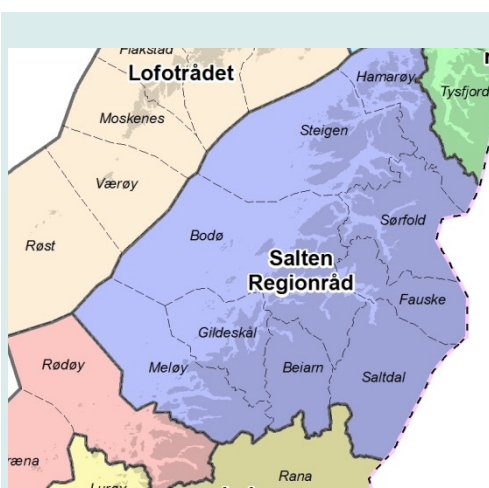 Flakstad
Lofotrådet
Hamarøy
Tysfjord
Moskenes
Steigen
Værøy
Sørfold
Røst
Bodø
Salten
Regionråd
Fauske
Gildeskål
Rødøy
Meløy
Beiarn
Saltdal
Rana
Lurøy